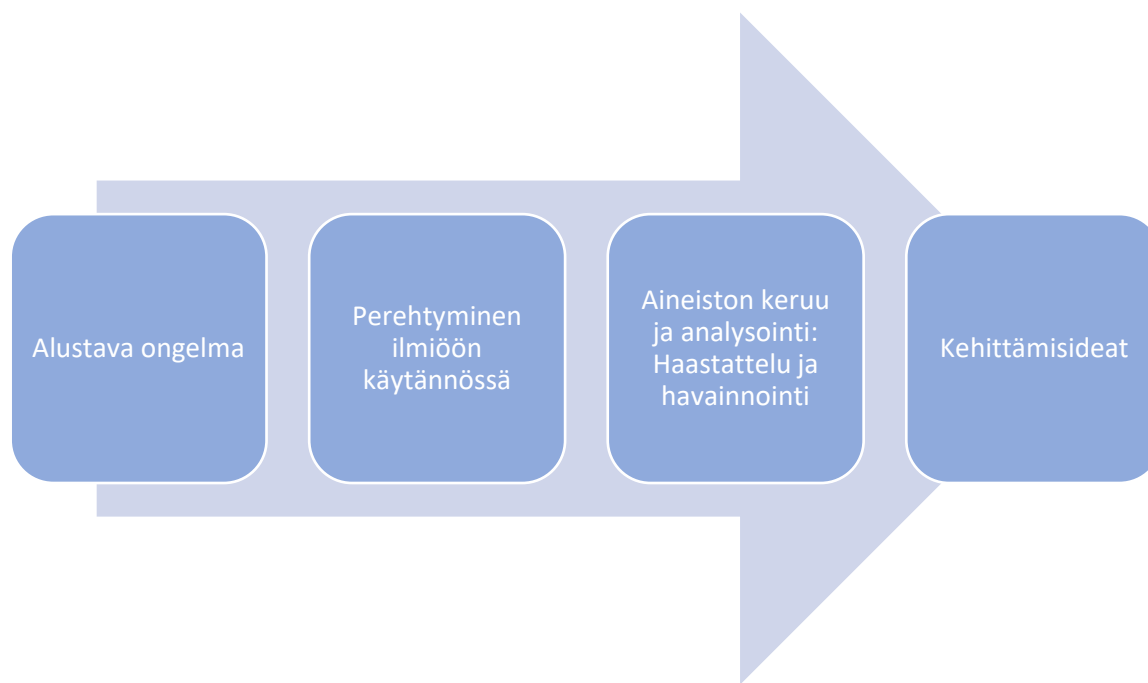 Alustava ongelma
Perehtyminen
ilmiöön
käytännössä
Aineiston keruu
ja analysointi:
Haastattelu ja
havainnointi
Kehittämisideat